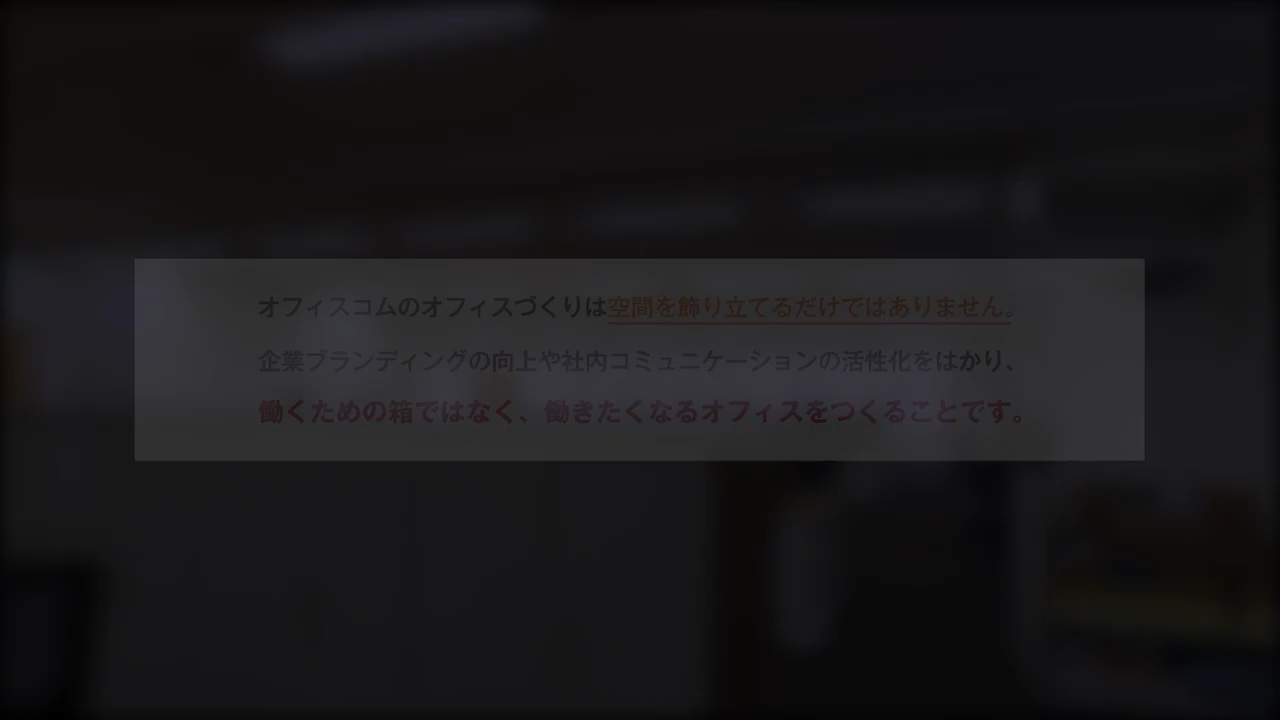 オフィスコムのオフィスづくりは空間を飾り立てるだけではありません。
企業ブランディングの向上や社内コミュニケーションの活性化をはかり、
働くための箱ではなく、働きたくなるオフィスをつくることです。